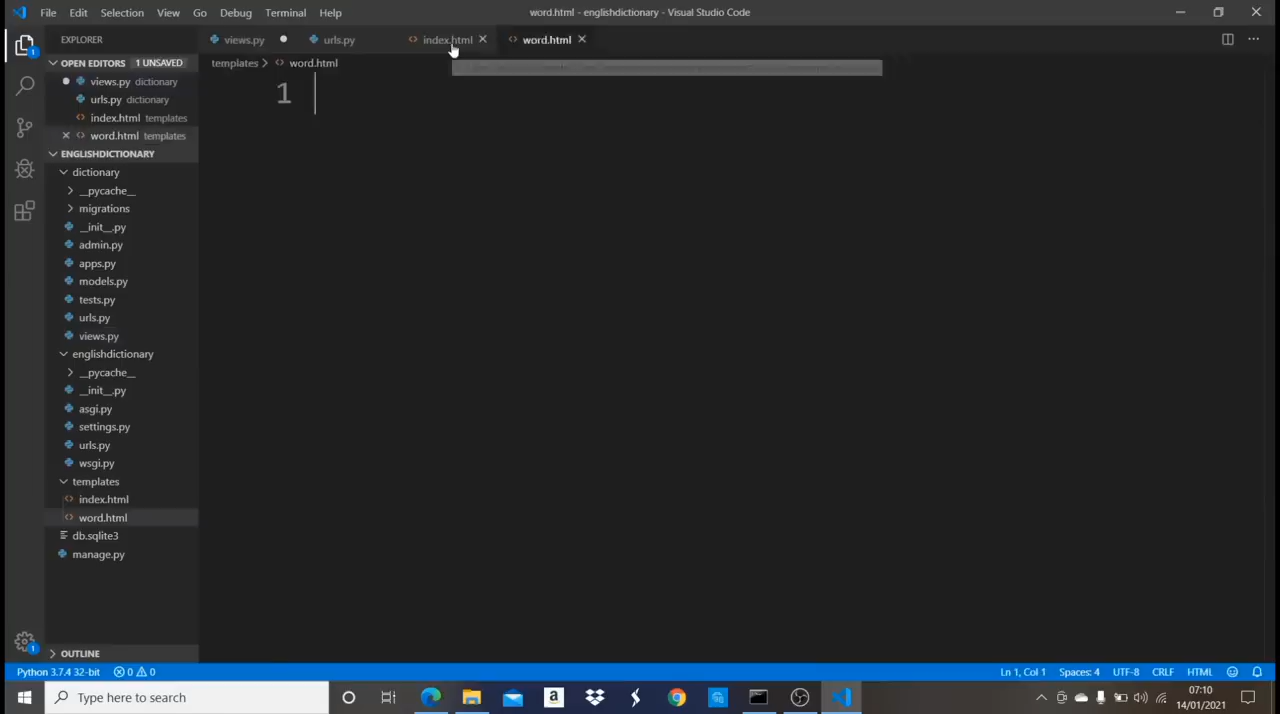 File Edit Selection View Go Debug Terminal Help
word.html - englishdictionary - Visual Studio Code
EXPLORER
views.py
urls.py
index.html
word.html
OPEN EDITORS 1 UNSAVED
templates > word.html
views.py dictionary
urls.py dictionary
index.html templates
word.html templates
1
ENGLISHDICTIONARY
dictionary
__pycache__
migrations
__init__.py
admin.py
apps.py
models.py
tests.py
urls.py
views.py
englishdictionary
__pycache__
__init__.py
asgi.py
settings.py
urls.py
wsgi.py
templates
index.html
word.html
db.sqlite3
manage.py
OUTLINE
Python 3.7.4 32-bit 0 0
Ln 1, Col 1 Spaces: 4 UTF-8 CRLF HTML
Type here to search
07:10
14/01/2021